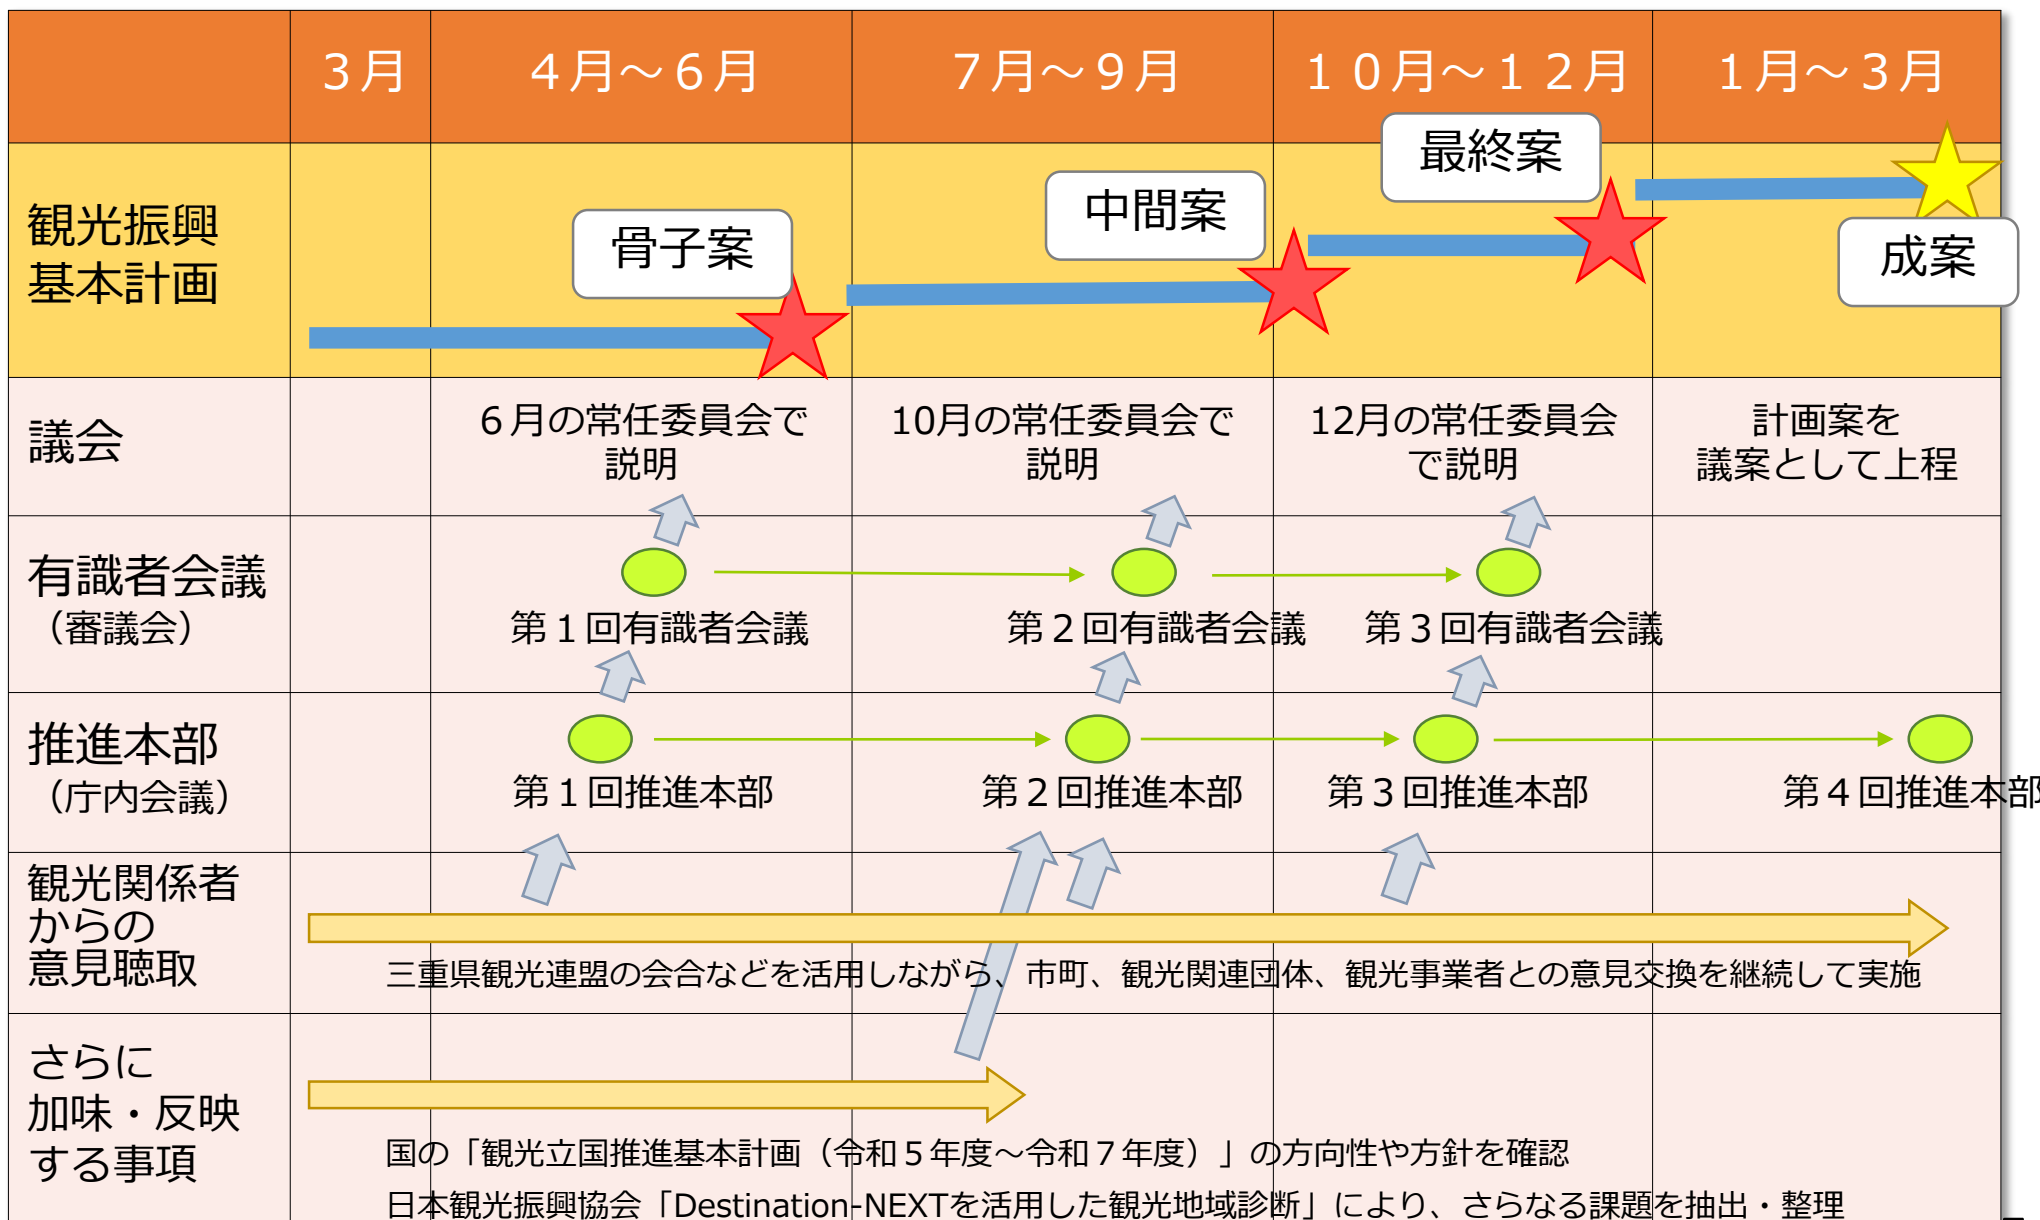 ３月
４月～６月
７月～９月
１０月～１２月
１月～３月
観光振興
基本計画
骨子案
中間案
最終案
成案
議会
６月の常任委員会で
説明
10月の常任委員会で
説明
12月の常任委員会
で説明
計画案を
議案として上程
有識者会議
（審議会）
第１回有識者会議
第２回有識者会議
第３回有識者会議
推進本部
（庁内会議）
第１回推進本部
第２回推進本部
第３回推進本部
第４回推進本部
観光関係者
からの
意見聴取
三重県観光連盟の会合などを活用しながら、市町、観光関連団体、観光事業者との意見交換を継続して実施
さらに
加味・反映
する事項
国の「観光立国推進基本計画（令和５年度～令和７年度）」の方向性や方針を確認
日本観光振興協会「Destination-NEXTを活用した観光地域診断」により、さらなる課題を抽出・整理